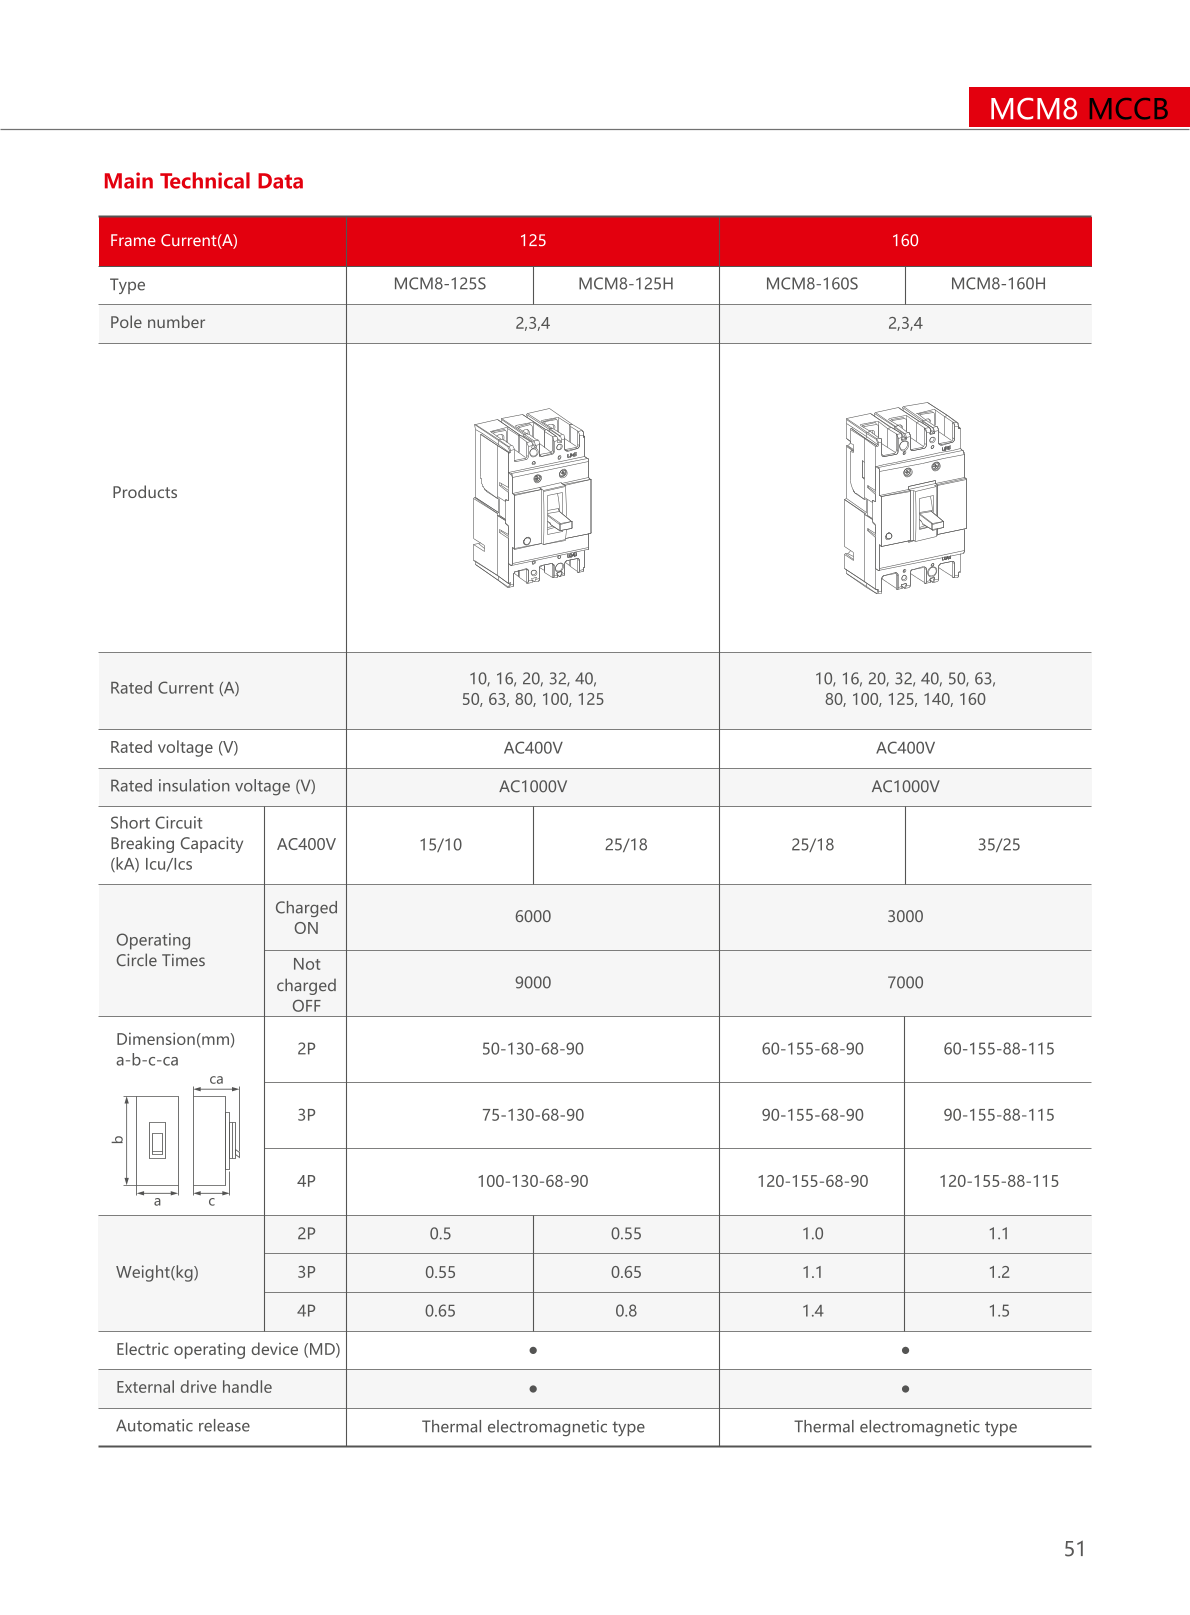 MCM8 MCCB
Main Technical Data
Frame Current(A) 125 160
Type MCM8-125S MCM8-125H MCM8-160S MCM8-160H
Pole number 2,3,4 2,3,4
Products
Rated Current (A)
10, 16, 20, 32, 40,
50, 63, 80, 100, 125
10, 16, 20, 32, 40, 50, 63,
80, 100, 125, 140, 160
Rated voltage (V) AC400V AC400V
Rated insulation voltage (V) AC1000V AC1000V
Short Circuit
Breaking Capacity
(kA) Icu/Ics
AC400V 15/10 25/18 25/18 35/25
Operating
Circle Times
Charged
ON
6000 3000
Not
charged
OFF
9000 7000
Dimension(mm)
a-b-c-ca
ca
b
a c
2P 50-130-68-90 60-155-68-90 60-155-88-115
3P 75-130-68-90 90-155-68-90 90-155-88-115
4P 100-130-68-90 120-155-68-90 120-155-88-115
Weight(kg)
2P 0.5 0.55 1.0 1.1
3P 0.55 0.65 1.1 1.2
4P 0.65 0.8 1.4 1.5
Electric operating device (MD) ● ●
External drive handle ● ●
Automatic release Thermal electromagnetic type Thermal electromagnetic type
51